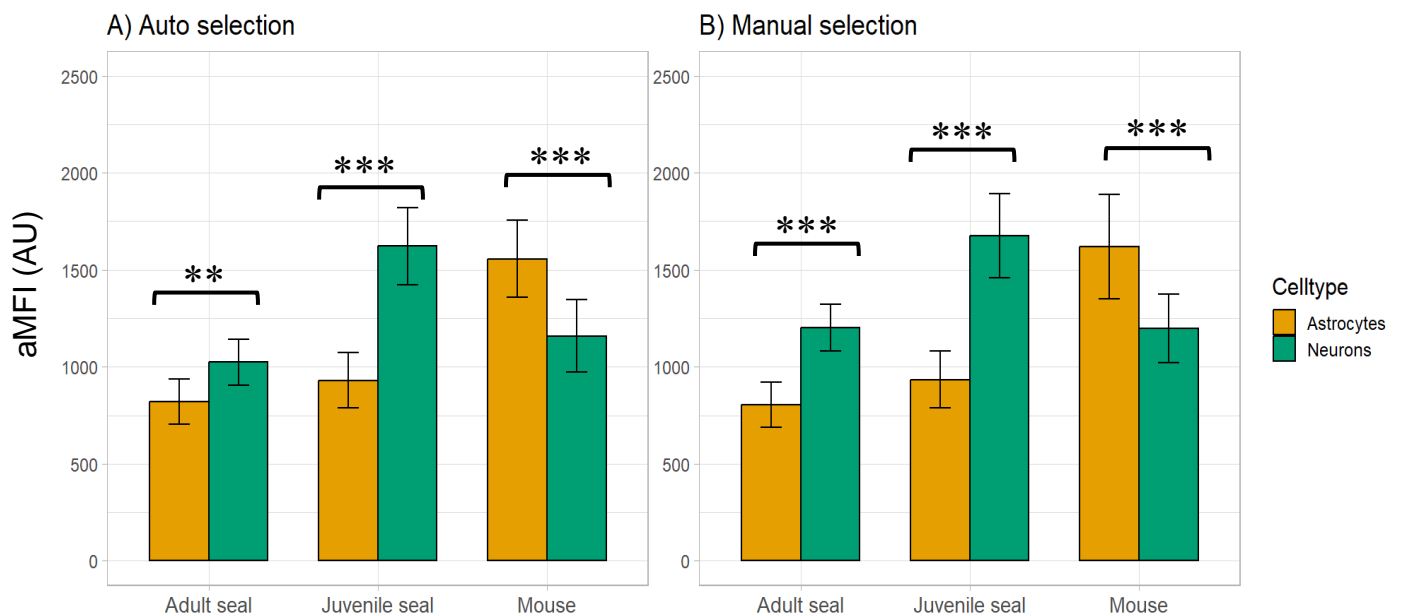 A) Auto selection
B) Manual selection
aMFI (AU)
2500
2000
1500
1000
500
0
** *** ***
Adult seal Juvenile seal Mouse
2500
2000
1500
1000
500
0
*** *** ***
Adult seal Juvenile seal Mouse
Celltype
Astrocytes
Neurons